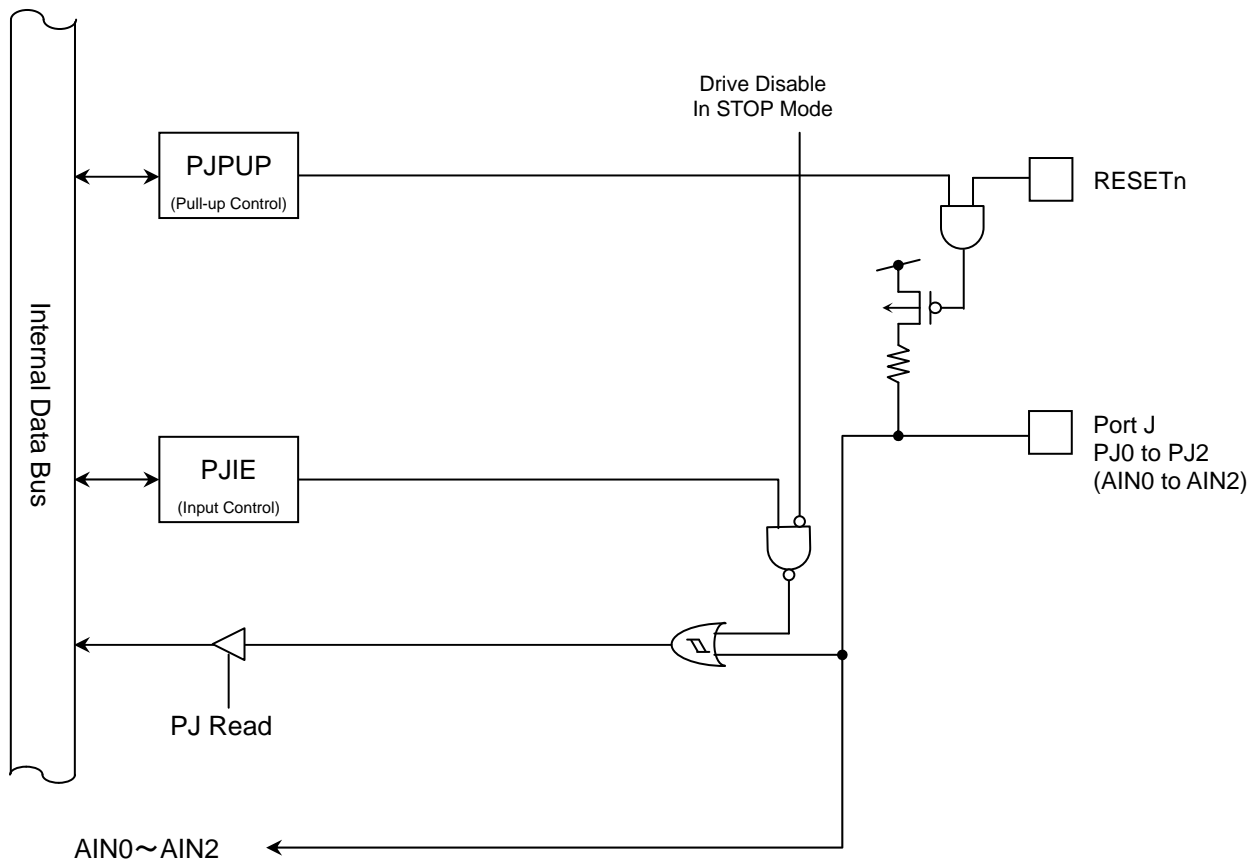 Drive Disable
In STOP Mode
PJPUP
(Pull-up Control)
RESETn
Internal Data Bus
Port J
PJ0 to PJ2
(AIN0 to AIN2)
PJIE
(Input Control)
PJ Read
AIN0～AIN2